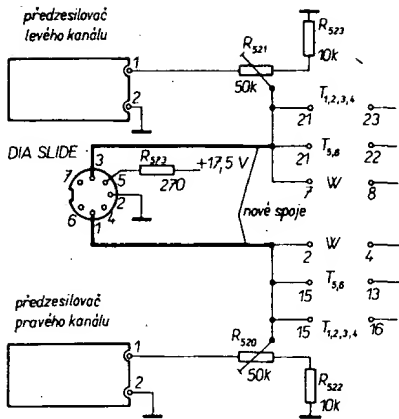 předzesilovač
levého kanálu
1
2
R521
50k
R523
10k
T1,2,3,4
21 23
T5,6
21 22
W
7 8
DIA SLIDE
3
7 5
2
6 4
1
R573
270
+17,5 V
nové spoje
W
2 4
T5,6
15 13
T1,2,3,4
15 16
předzesilovač
pravého kanálu
1
2
R520
50k
R522
10k